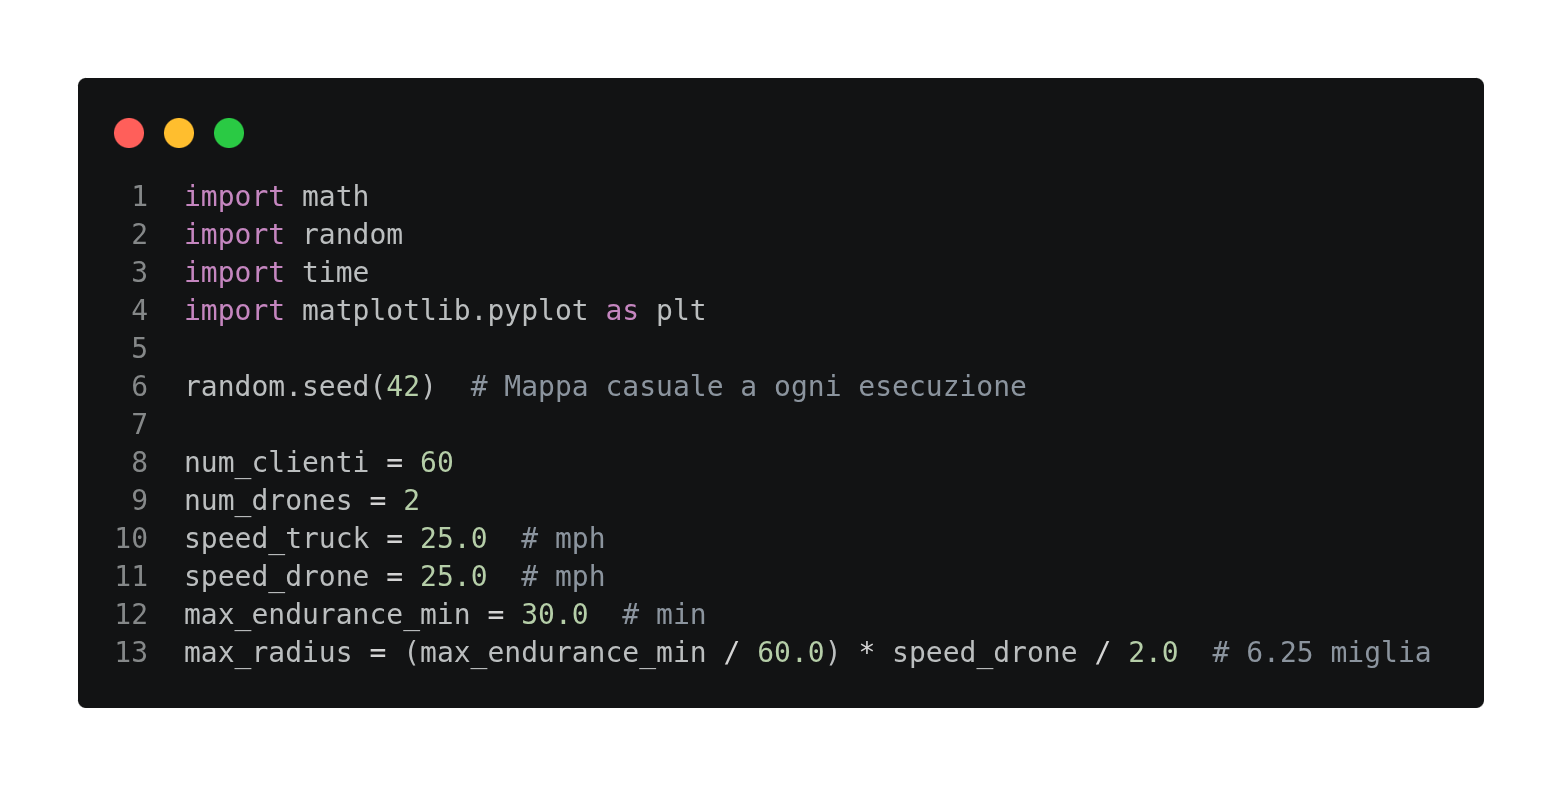 1 import math
2 import random
3 import time
4 import matplotlib.pyplot as plt
5
6 random.seed(42)  # Mappa casuale a ogni esecuzione
7
8 num_clienti = 60
9 num_drones = 2
10 speed_truck = 25.0  # mph
11 speed_drone = 25.0  # mph
12 max_endurance_min = 30.0  # min
13 max_radius = (max_endurance_min / 60.0) * speed_drone / 2.0  # 6.25 miglia